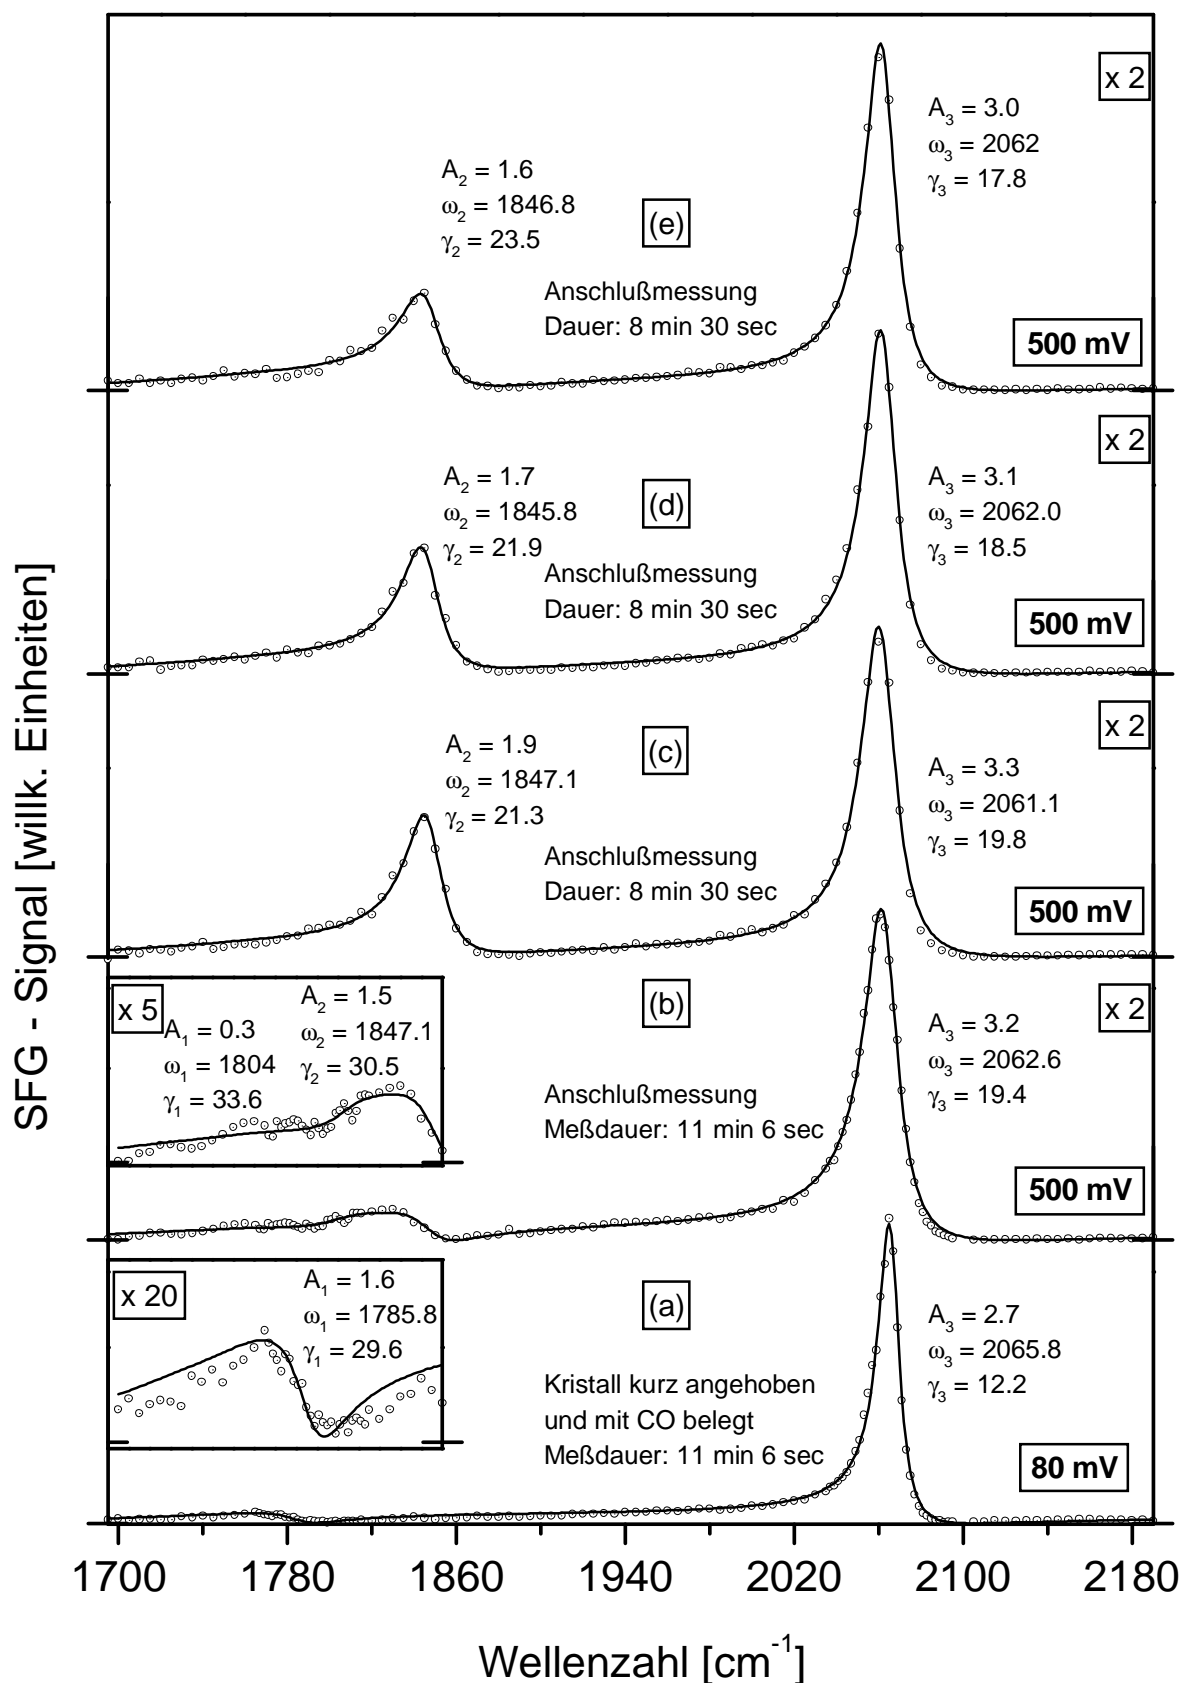 x 2
A3 = 3.0
ω3 = 2062
γ3 = 17.8
A2 = 1.6
ω2 = 1846.8
γ2 = 23.5
(e)
Anschlußmessung
Dauer: 8 min 30 sec
500 mV
x 2
A2 = 1.7
ω2 = 1845.8
γ2 = 21.9
(d)
A3 = 3.1
ω3 = 2062.0
γ3 = 18.5
Anschlußmessung
Dauer: 8 min 30 sec
500 mV
x 2
A2 = 1.9
ω2 = 1847.1
γ2 = 21.3
(c)
A3 = 3.3
ω3 = 2061.1
γ3 = 19.8
Anschlußmessung
Dauer: 8 min 30 sec
500 mV
x 5
A1 = 0.3
ω1 = 1804
γ1 = 33.6
A2 = 1.5
ω2 = 1847.1
γ2 = 30.5
(b)
x 2
A3 = 3.2
ω3 = 2062.6
γ3 = 19.4
Anschlußmessung
Meßdauer: 11 min 6 sec
500 mV
x 20
A1 = 1.6
ω1 = 1785.8
γ1 = 29.6
(a)
A3 = 2.7
ω3 = 2065.8
γ3 = 12.2
Kristall kurz angehoben
und mit CO belegt
Meßdauer: 11 min 6 sec
80 mV
SFG - Signal [willk. Einheiten]
1700 1780 1860 1940 2020 2100 2180
Wellenzahl [cm-1]